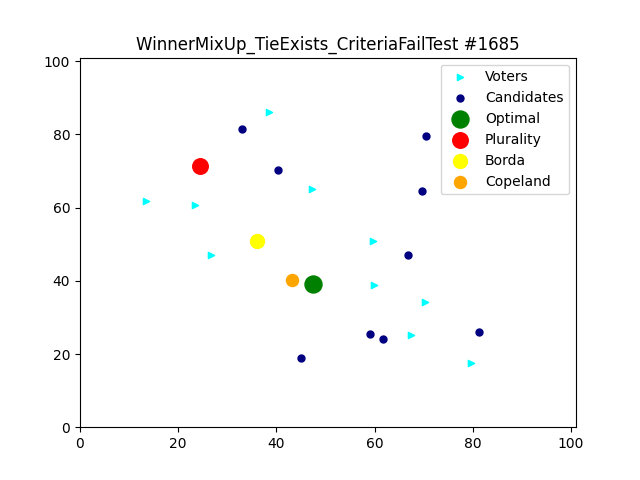 WinnerMixUp_TieExists_CriteriaFailTest #1685
100
80
60
40
20
0
0
20
40
60
80
100
Voters
Candidates
Optimal
Plurality
Borda
Copeland